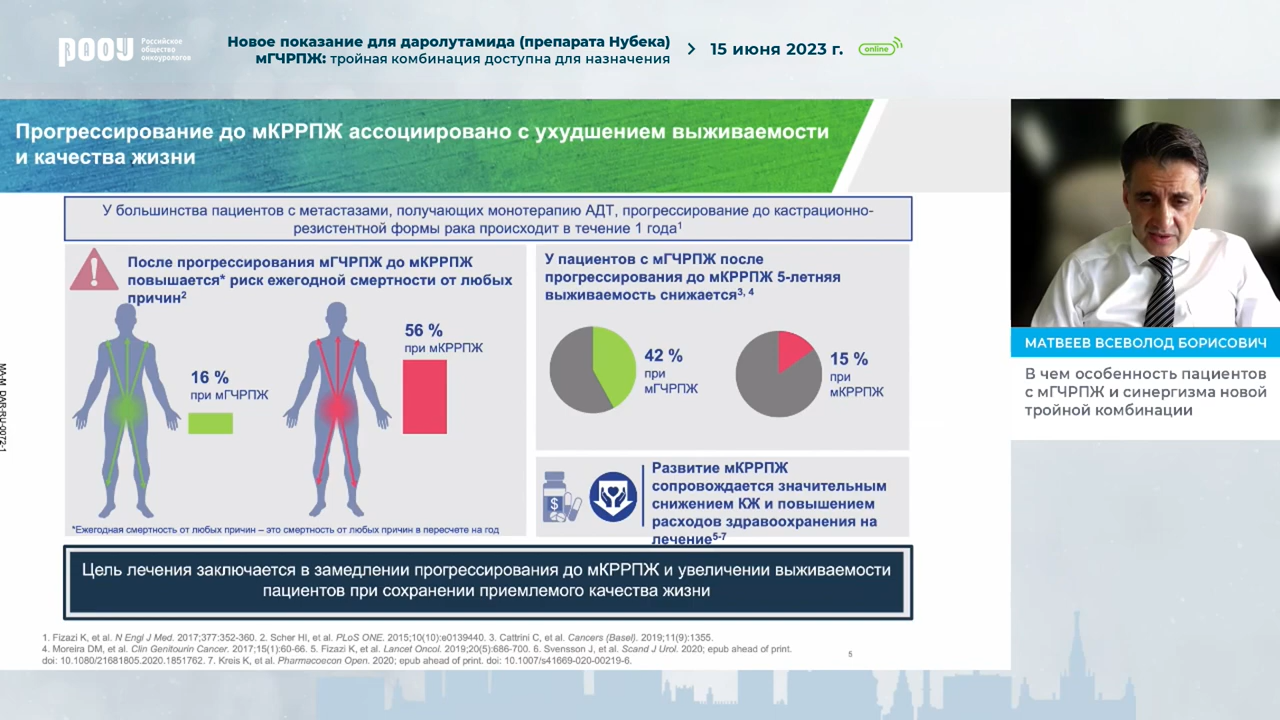 РООУ
Российское
общество
онкоурологов
Новое показание для даролутамида (препарата Нубека)
мГЧРПЖ: тройная комбинация доступна для назначения
15 июня 2023 г.
online
Прогрессирование до мКРРПЖ ассоциировано с ухудшением выживаемости
и качества жизни
У большинства пациентов с метастазами, получающих монотерапию АДТ, прогрессирование до кастрационно-
резистентной формы рака происходит в течение 1 года1
После прогрессирования мГЧРПЖ до мКРРПЖ
повышается* риск ежегодной смертности от любых
причин2
16 %
при мГЧРПЖ
56 %
при мКРРПЖ
*Ежегодная смертность от любых причин – это смертность от любых причин в пересчете на год
У пациентов с мГЧРПЖ после
прогрессирования до мКРРПЖ 5-летняя
выживаемость снижается3, 4
42 %
при
мГЧРПЖ
15 %
при
мКРРПЖ
$
Развитие мКРРПЖ
сопровождается значительным
снижением КЖ и повышением
расходов здравоохранения на
лечение5-7
Цель лечения заключается в замедлении прогрессирования до мКРРПЖ и увеличении выживаемости
пациентов при сохранении приемлемого качества жизни
1. Fizazi K, et al. N Engl J Med. 2017;377:352-360. 2. Scher HI, et al. PLoS ONE. 2015;10(10):e0139440. 3. Cattrini C, et al. Cancers (Basel). 2019;11(9):1355.
4. Moreira DM, et al. Clin Genitourin Cancer. 2017;15(1):60-66. 5. Fizazi K, et al. Lancet Oncol. 2019;20(5):686-700. 6. Svensson J, et al. Scand J Urol. 2020; epub ahead of print.
doi: 10.1080/21681805.2020.1851762. 7. Kreis K, et al. Pharmacoecon Open. 2020; epub ahead of print. doi: 10.1007/s41669-020-00219-6.
5
МАТВЕЕВ ВСЕВОЛОД БОРИСОВИЧ
В чем особенность пациентов
с мГЧРПЖ и синергизма новой
тройной комбинации